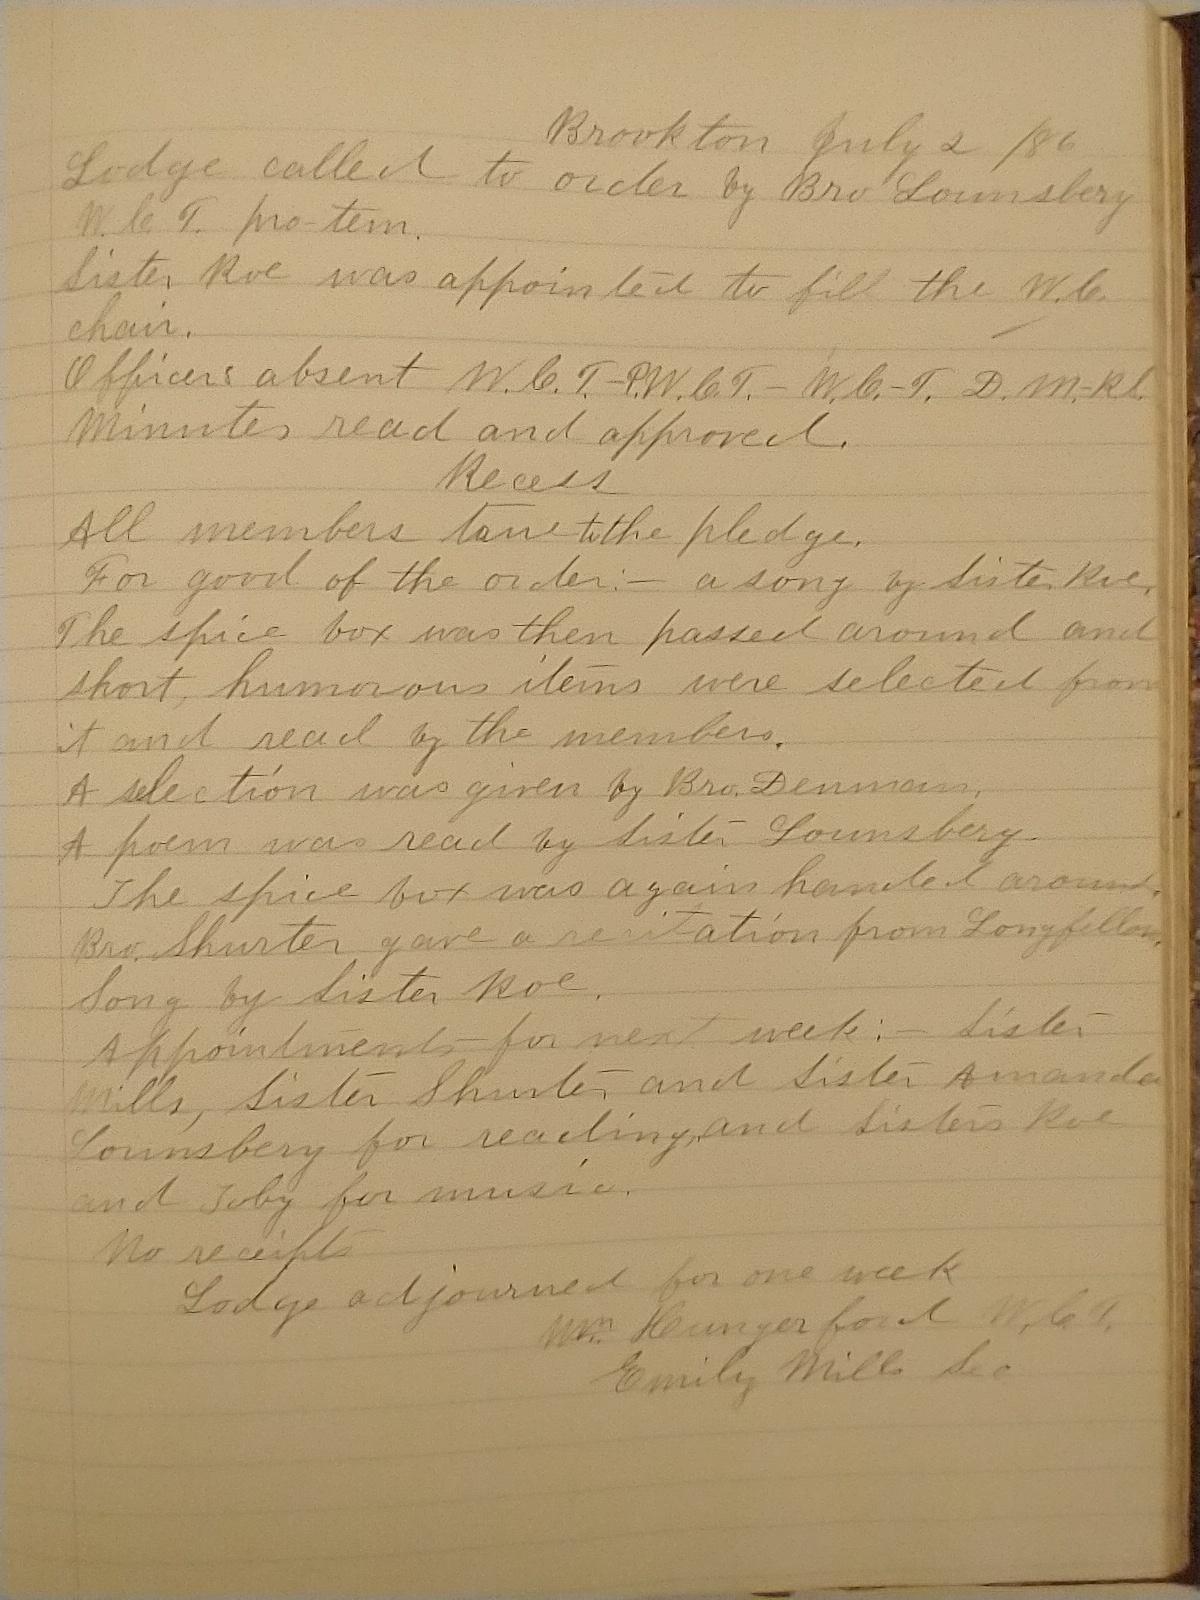 Brookton July 2 /86
Lodge called to order by Bro Lounsbery
W. C. T. pro-tem.
Sister Roe was appointed to fill the W. C.
chair.
Officers absent W. C. T. - P. W. C. T. - W. C. - T. D. M. -
Minutes read and approved.
Recess
All members true to the pledge.
For good of the order:- a song by Sister Roe.
The spice box was then passed around and
short, humorous items were selected from
it and read by the members.
A selection was given by Bro. Denman.
A poem was read by Sister Lounsbery.
The spice box was again handed around.
Bro. Shurter gave a recitation from Longfellow.
Song by Sister Roe.
Appointments for next week:- Sister
Mills, Sister Shurter and Sister Amanda
Lounsbery for reading, and Sisters Roe
and Toby for music.
No receipts
Lodge adjourned for one week
Wm. Hungerford W. C. T.
Emily Mills Sec